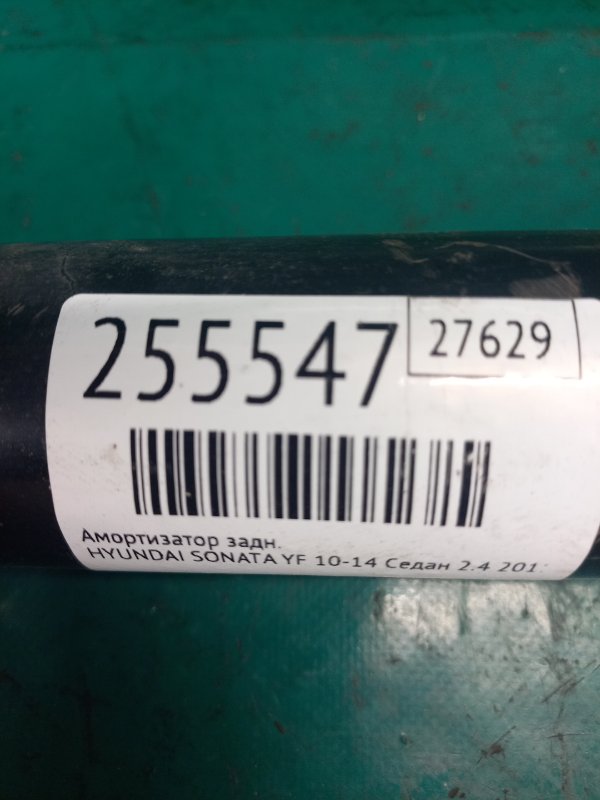 255547
27629
Амортизатор задн.
HYUNDAI SONATA YF 10-14 Седан 2.4